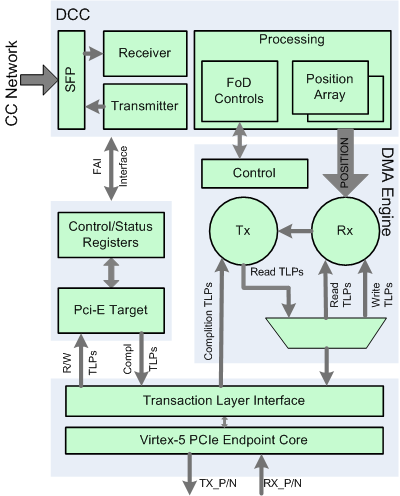 DCC
CC Network
SFP
Receiver
Transmitter
Processing
FoD
Controls
Position
Array
FAI
Interface
POSITION
DMA Engine
Control
Control/Status
Registers
Tx
Rx
Read TLPs
Pci-E Target
Complition TLPs
Read
TLPs
Write
TLPs
R/W
TLPs
Compl
TLPs
Transaction Layer Interface
Virtex-5 PCIe Endpoint Core
TX_P/N
RX_P/N